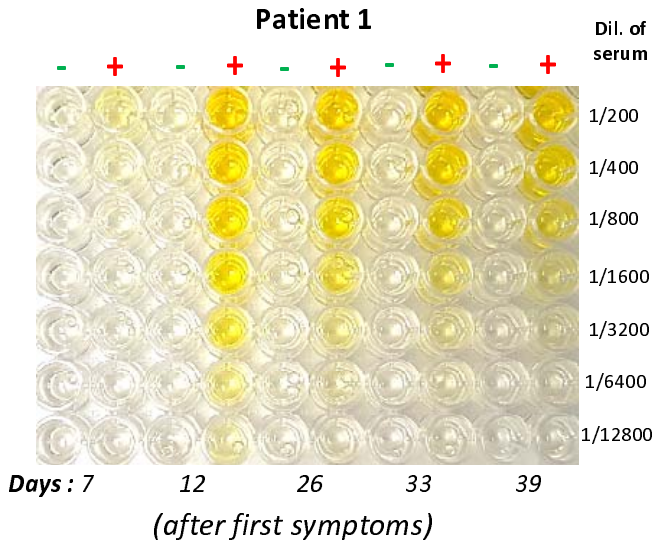 Patient 1
Dil. of
serum
- + - + - + - + - +
1/200
1/400
1/800
1/1600
1/3200
1/6400
1/12800
Days : 7 12 26 33 39
(after first symptoms)